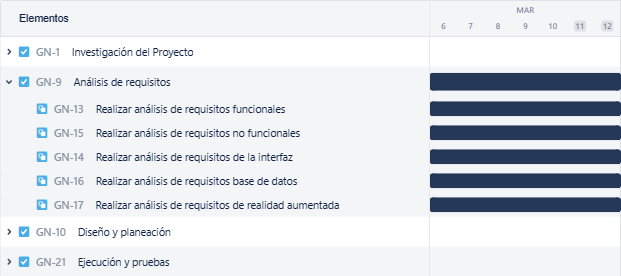 Elementos
MAR
6 7 8 9 10 11 12
GN-1 Investigación del Proyecto
GN-9 Análisis de requisitos
GN-13 Realizar análisis de requisitos funcionales
GN-15 Realizar análisis de requisitos no funcionales
GN-14 Realizar análisis de requisitos de la interfaz
GN-16 Realizar análisis de requisitos base de datos
GN-17 Realizar análisis de requisitos de realidad aumentada
GN-10 Diseño y planeación
GN-21 Ejecución y pruebas